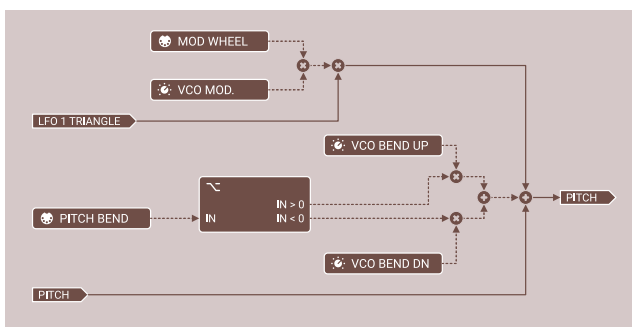 MOD WHEEL
VCO MOD.
LFO 1 TRIANGLE
VCO BEND UP
IN > 0
PITCH
PITCH BEND
IN
IN < 0
VCO BEND DN
PITCH